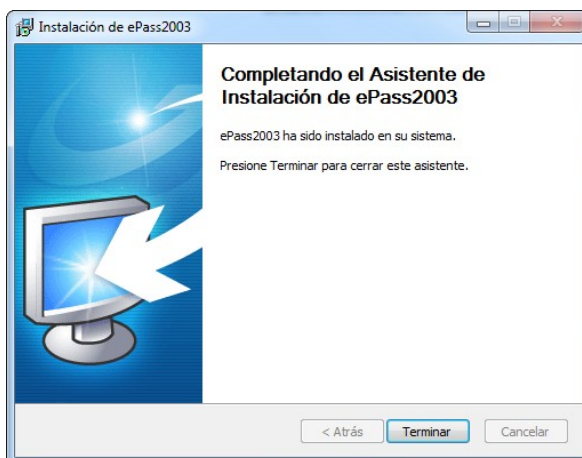 Instalación de ePass2003
Completando el Asistente de
Instalación de ePass2003
ePass2003 ha sido instalado en su sistema.
Presione Terminar para cerrar este asistente.
< Atrás
Terminar
Cancelar